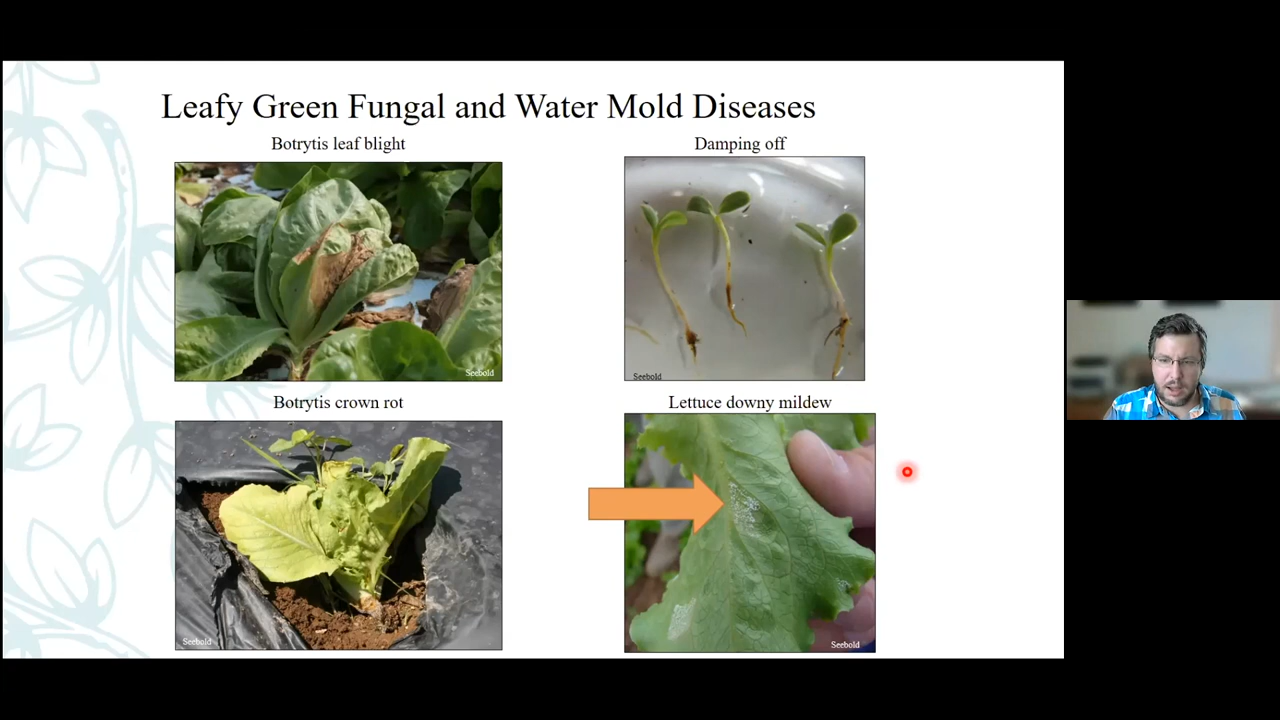 Leafy Green Fungal and Water Mold Diseases
Botrytis leaf blight
Damping off
Seebold
Seebold
Botrytis crown rot
Lettuce downy mildew
Seebold
Seebold